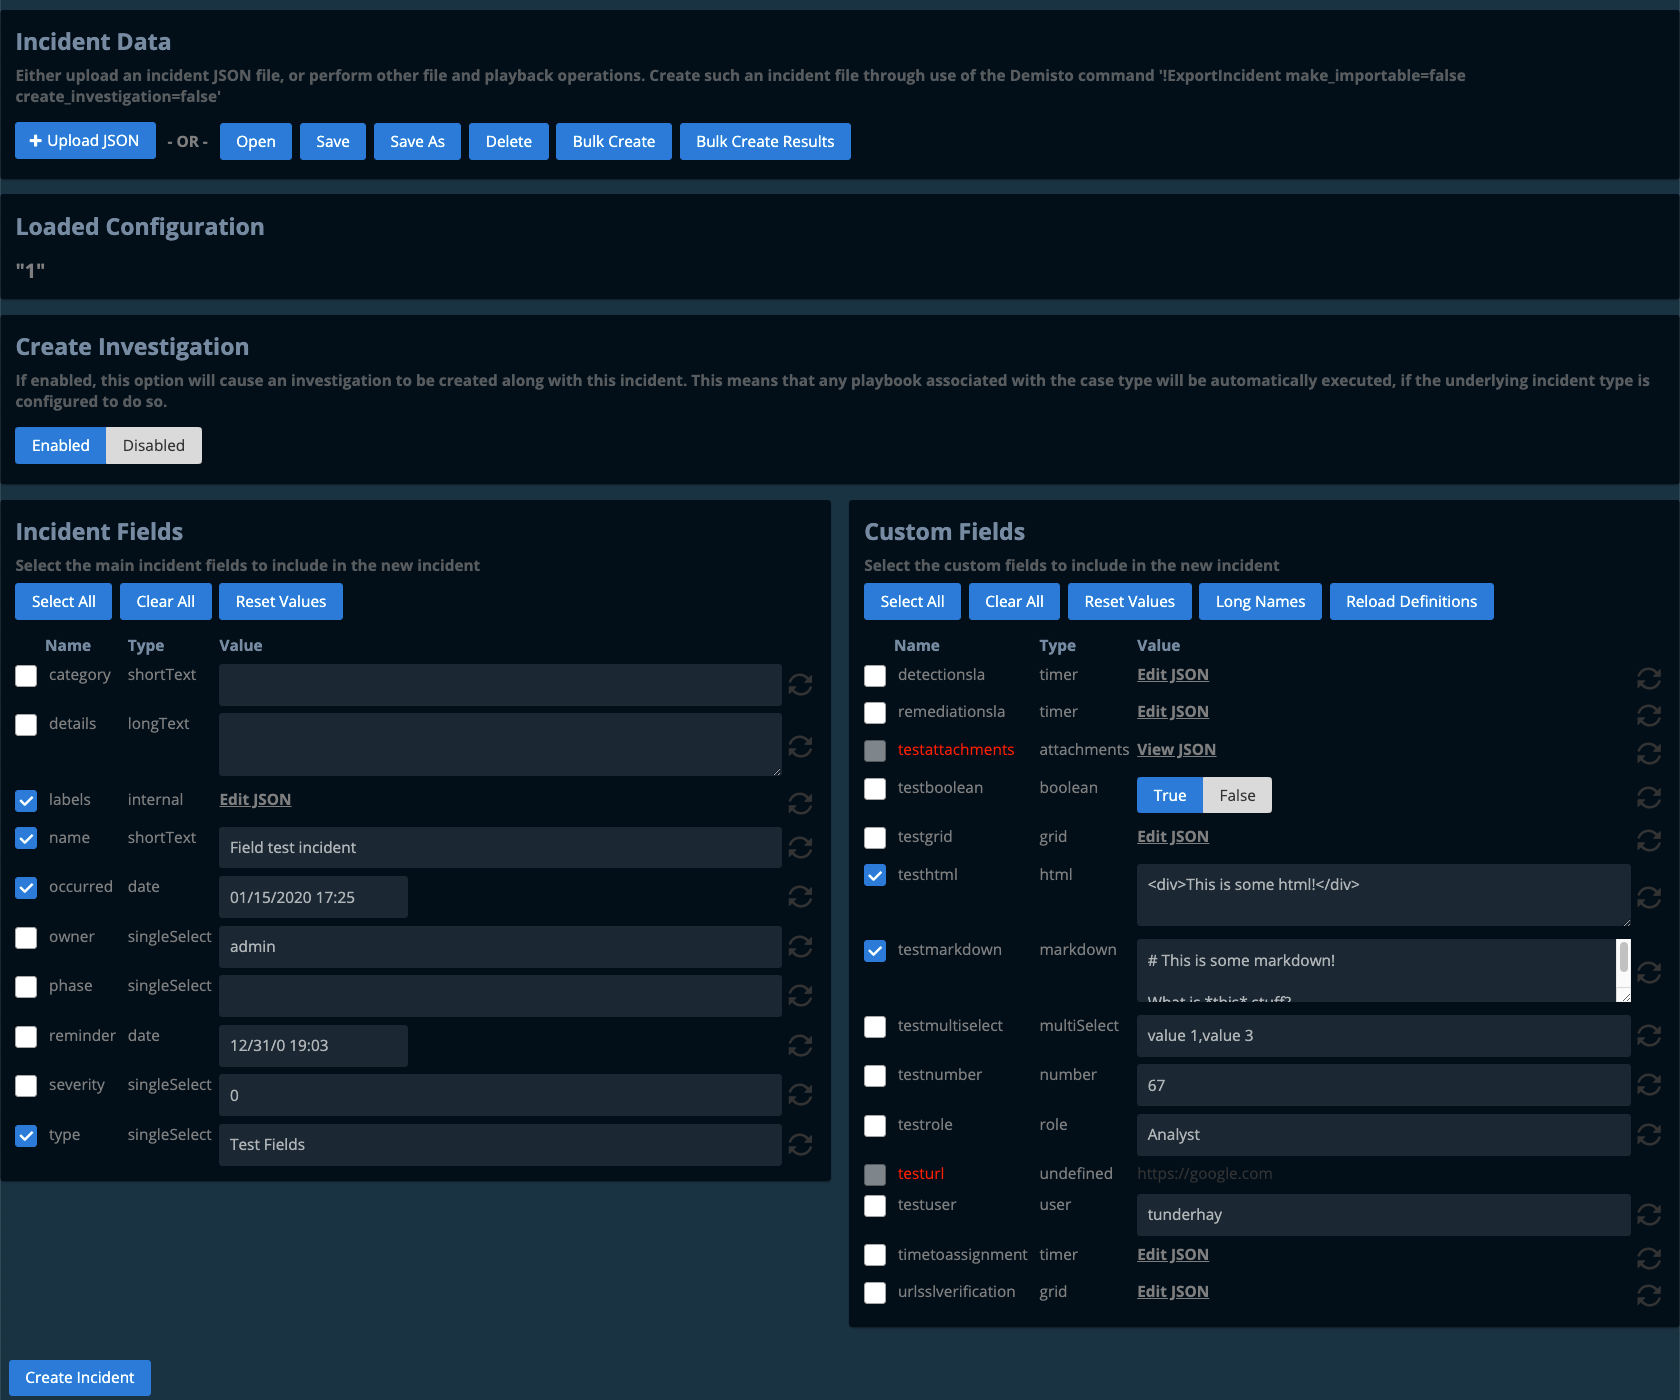 Incident Data
Either upload an incident JSON file, or perform other file and playback operations. Create such an incident file through use of the Demisto command '!ExportIncident make_importable=false
create_investigation=false'
+ Upload JSON - OR - Open Save Save As Delete Bulk Create Bulk Create Results
Loaded Configuration
"1"
Create Investigation
If enabled, this option will cause an investigation to be created along with this incident. This means that any playbook associated with the case type will be automatically executed, if the underlying incident type is
configured to do so.
Enabled Disabled
Incident Fields
Select the main incident fields to include in the new incident
Select All Clear All Reset Values
Name Type Value
category shortText
details longText
labels internal Edit JSON
name shortText Field test incident
occurred date 01/15/2020 17:25
owner singleSelect admin
phase singleSelect
reminder date 12/31/0 19:03
severity singleSelect 0
type singleSelect Test Fields
Custom Fields
Select the custom fields to include in the new incident
Select All Clear All Reset Values Long Names Reload Definitions
Name Type Value
detectionsla timer Edit JSON
remediationsla timer Edit JSON
testattachments attachments View JSON
testboolean boolean True False
testgrid grid Edit JSON
testhtml html <div>This is some html!</div>
testmarkdown markdown # This is some markdown!
What is *this* stuff?
testmultiselect multiSelect value 1,value 3
testnumber number 67
testrole role Analyst
testurl undefined https://google.com
testuser user tunderhay
timetoassignment timer Edit JSON
urlsslverification grid Edit JSON
Create Incident